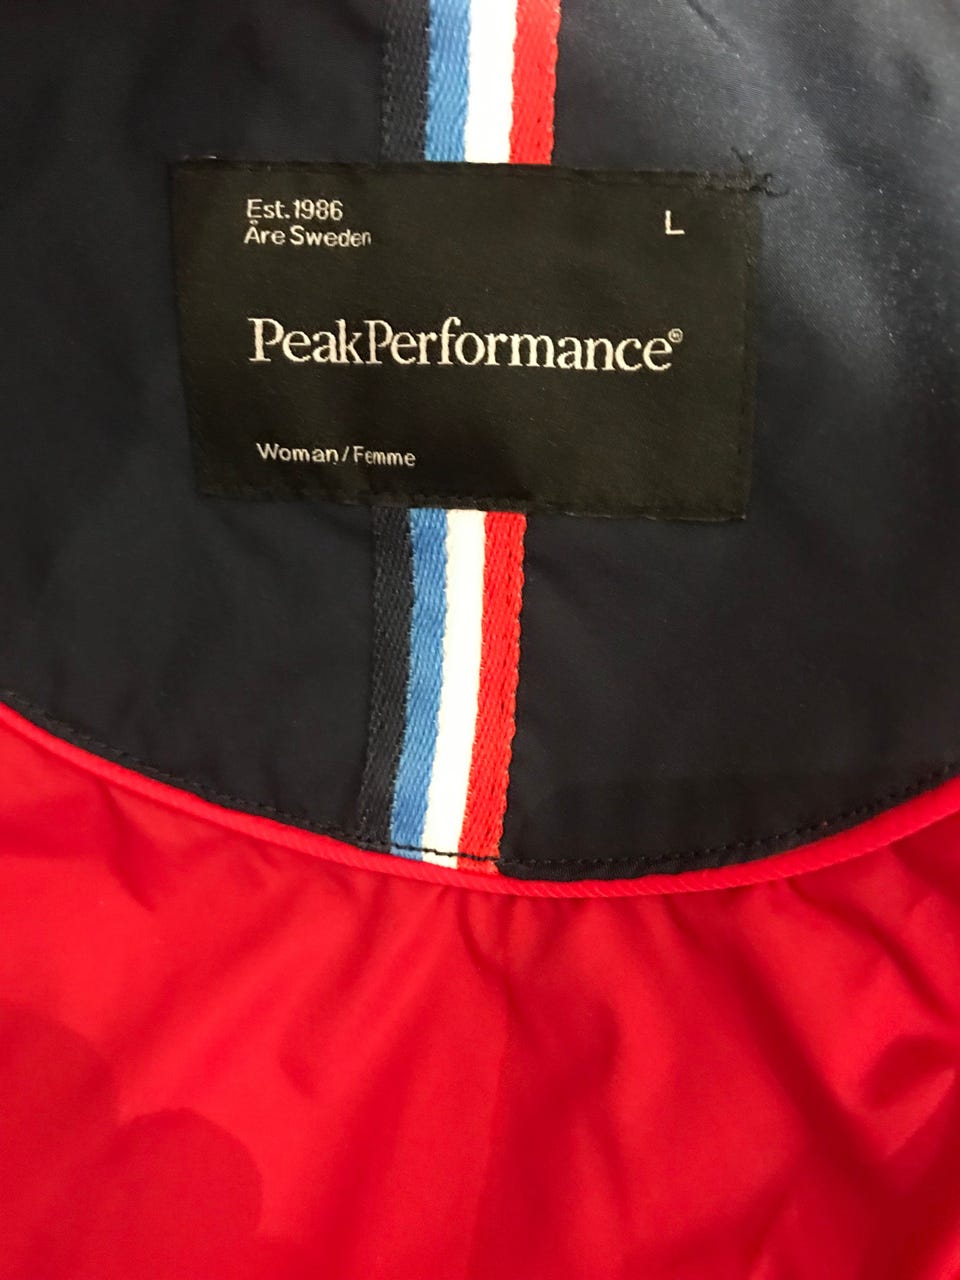 Est.1986
Åre Sweden
L
PeakPerformance®
Woman/Femme